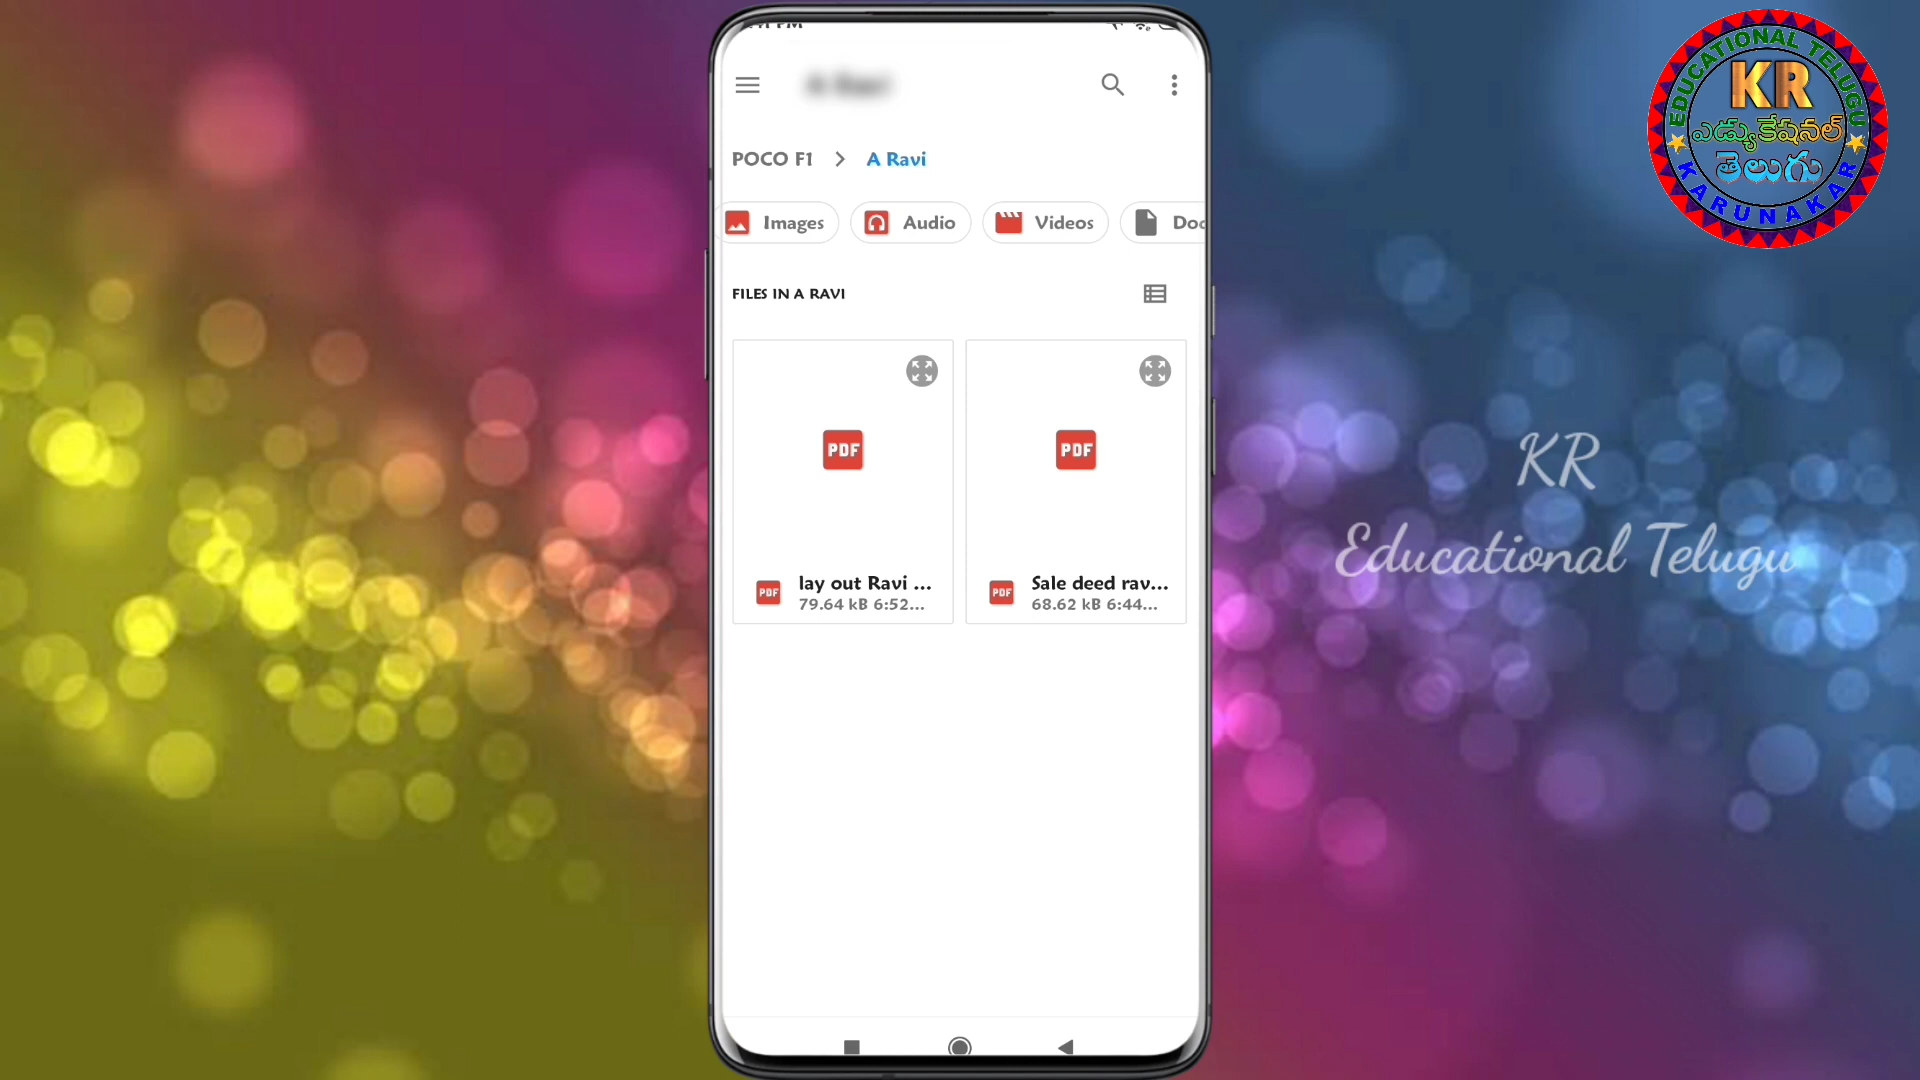 A Ravi
POCO F1 > A Ravi
Images Audio Videos Doc
FILES IN A RAVI
PDF PDF
PDF lay out Ravi ...
79.64 kB 6:52...
PDF Sale deed rav...
68.62 kB 6:44...
EDUCATIONAL TELUGU
KR
ఎడ్యుకేషనల్
తెలుగు
KARUNAKAR
KR
Educational Telugu